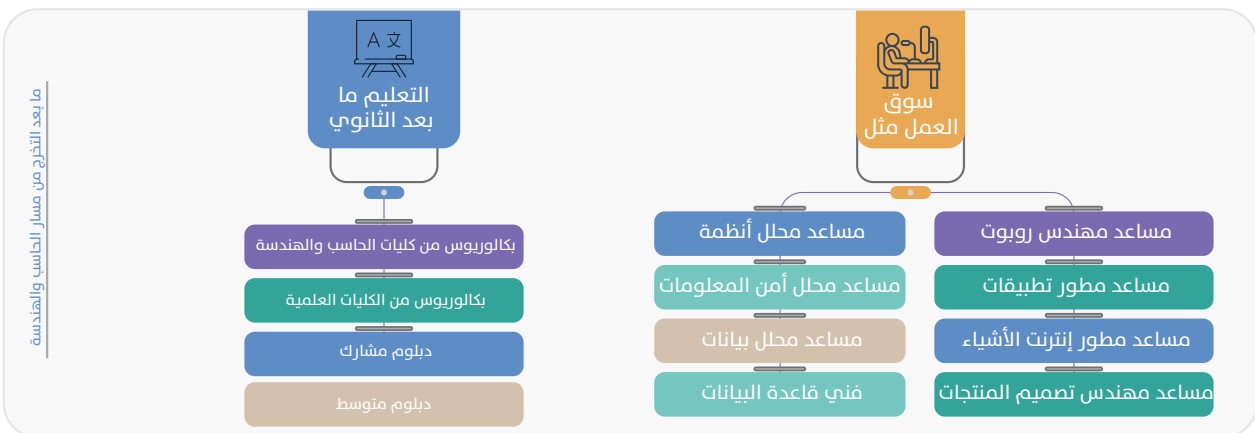 ما بعد التخرج من مسار الحاسب والهندسة
سوق
العمل مثل
مساعد مهندس روبوت
مساعد مطور تطبيقات
مساعد مطور إنترنت الأشياء
مساعد مهندس تصميم المنتجات
مساعد محلل أنظمة
مساعد محلل أمن المعلومات
مساعد محلل بيانات
فني قاعدة البيانات
A 文
التعليم ما
بعد الثانوي
بكالوريوس من كليات الحاسب والهندسة
بكالوريوس من الكليات العلمية
دبلوم مشارك
دبلوم متوسط